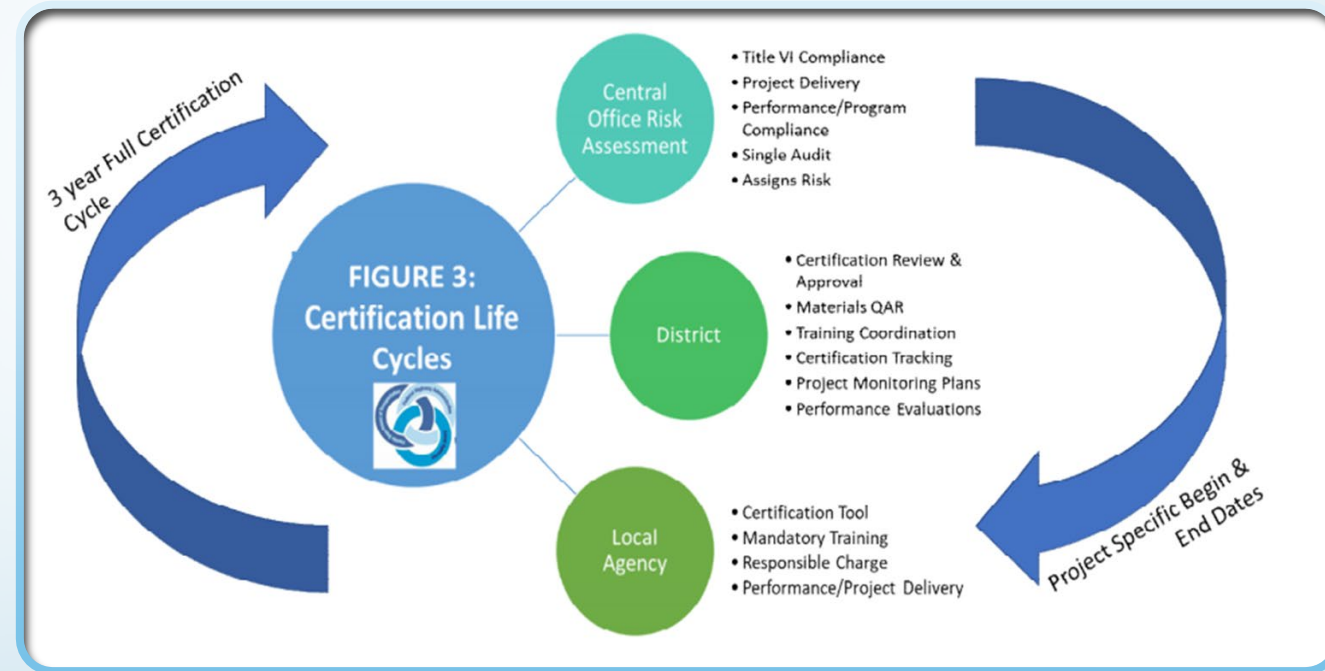 3 year Full Certification
Cycle
FIGURE 3:
Certification Life
Cycles
Central
Office Risk
Assessment
• Title VI Compliance
• Project Delivery
• Performance/Program
Compliance
• Single Audit
• Assigns Risk
District
• Certification Review &
Approval
• Materials QAR
• Training Coordination
• Certification Tracking
• Project Monitoring Plans
• Performance Evaluations
Local
Agency
• Certification Tool
• Mandatory Training
• Responsible Charge
• Performance/Project Delivery
Project Specific Begin &
End Dates